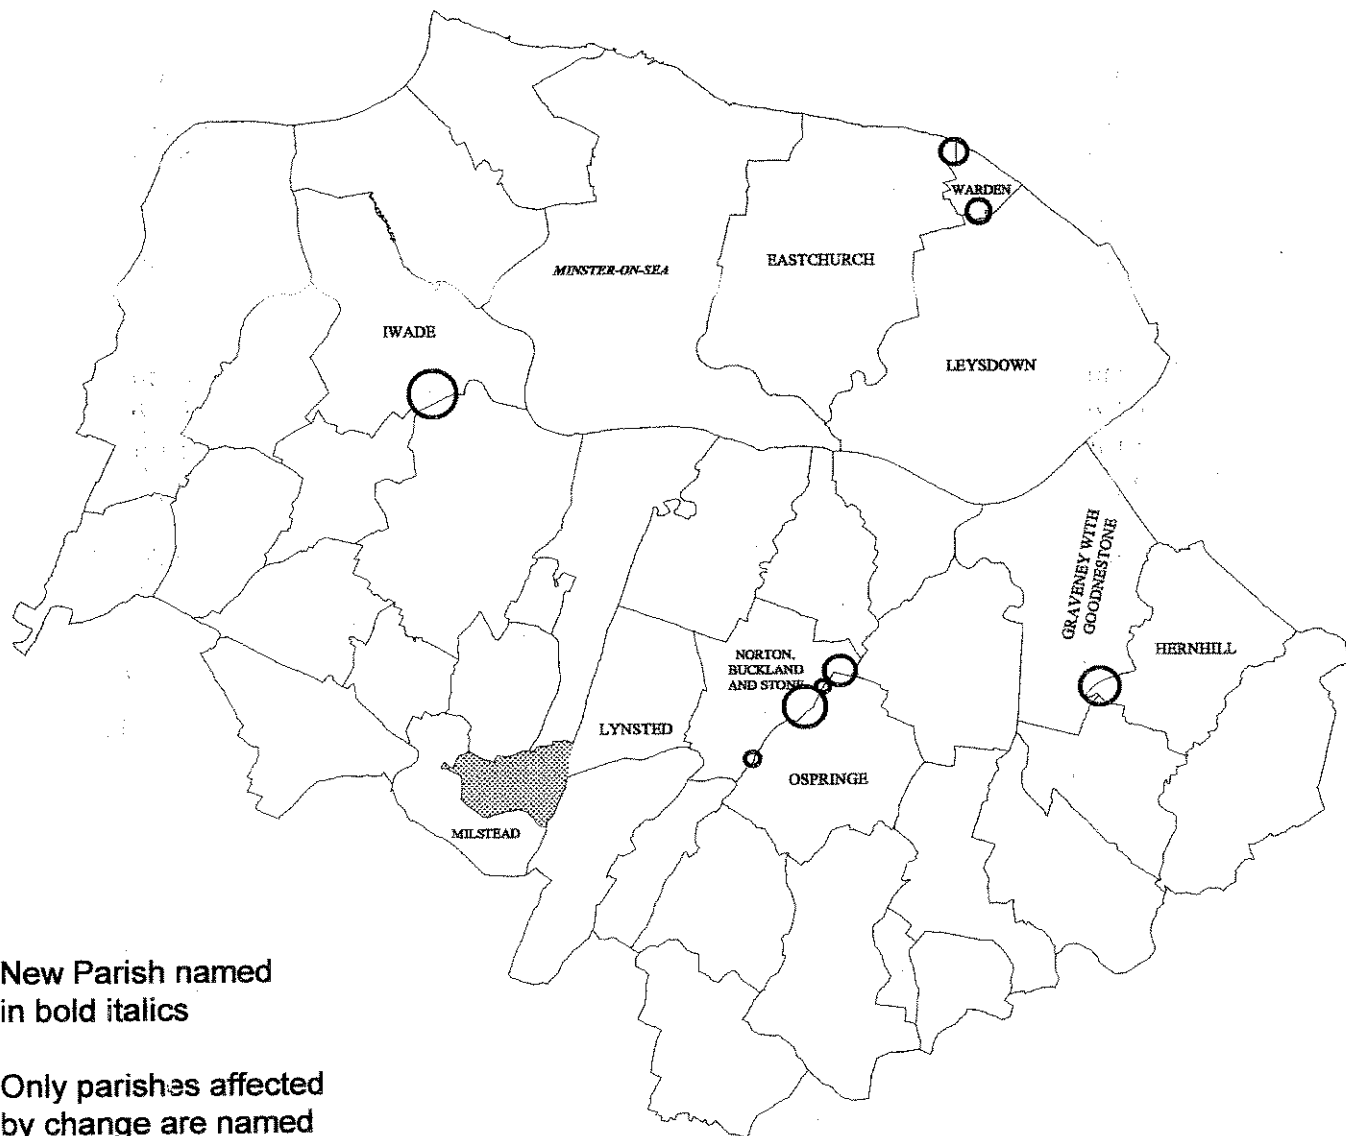 WARDEN
EASTCHURCH
MINSTER-ON-SEA
IWADE
LEYSDOWN
GRAVENEY WITH
GOODNESTONE
HERNHILL
NORTON,
BUCKLAND
AND STONE
LYNSTED
OSPRINGE
MILSTEAD
New Parish named
in bold italics
Only parishes affected
by change are named